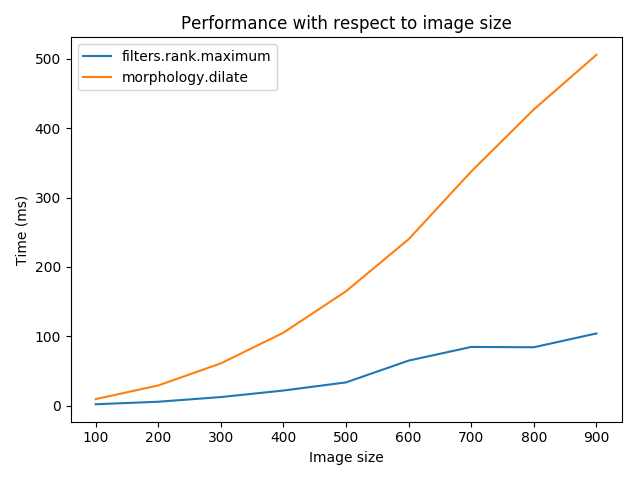 Performance with respect to image size
filters.rank.maximum
morphology.dilate
Time (ms)
500
400
300
200
100
0
100 200 300 400 500 600 700 800 900
Image size